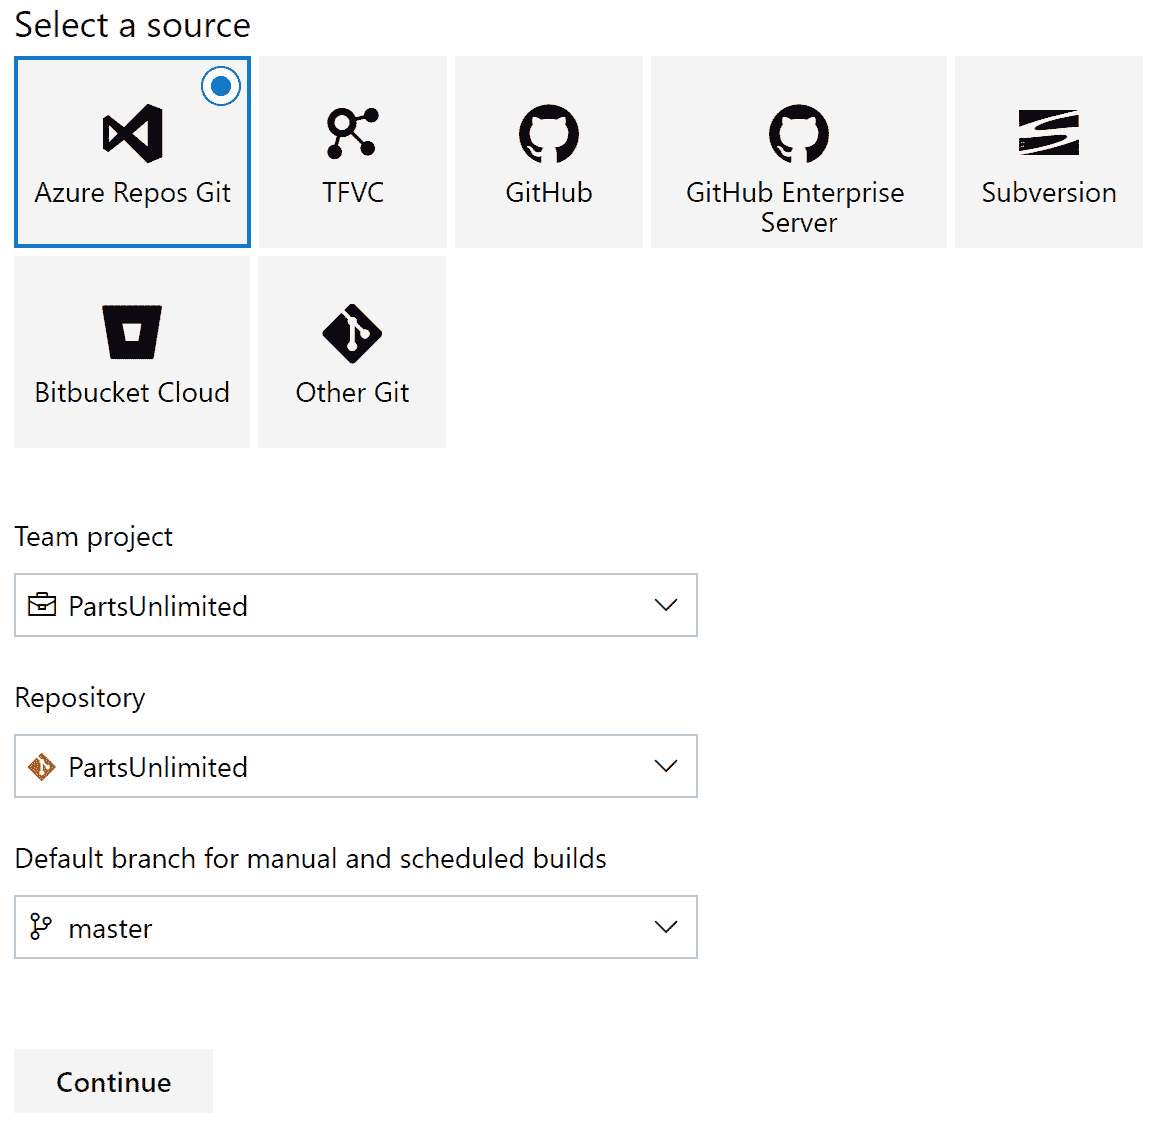 Select a source
Azure Repos Git
TFVC
GitHub
GitHub Enterprise
Server
Subversion
Bitbucket Cloud
Other Git
Team project
PartsUnlimited
Repository
PartsUnlimited
Default branch for manual and scheduled builds
master
Continue